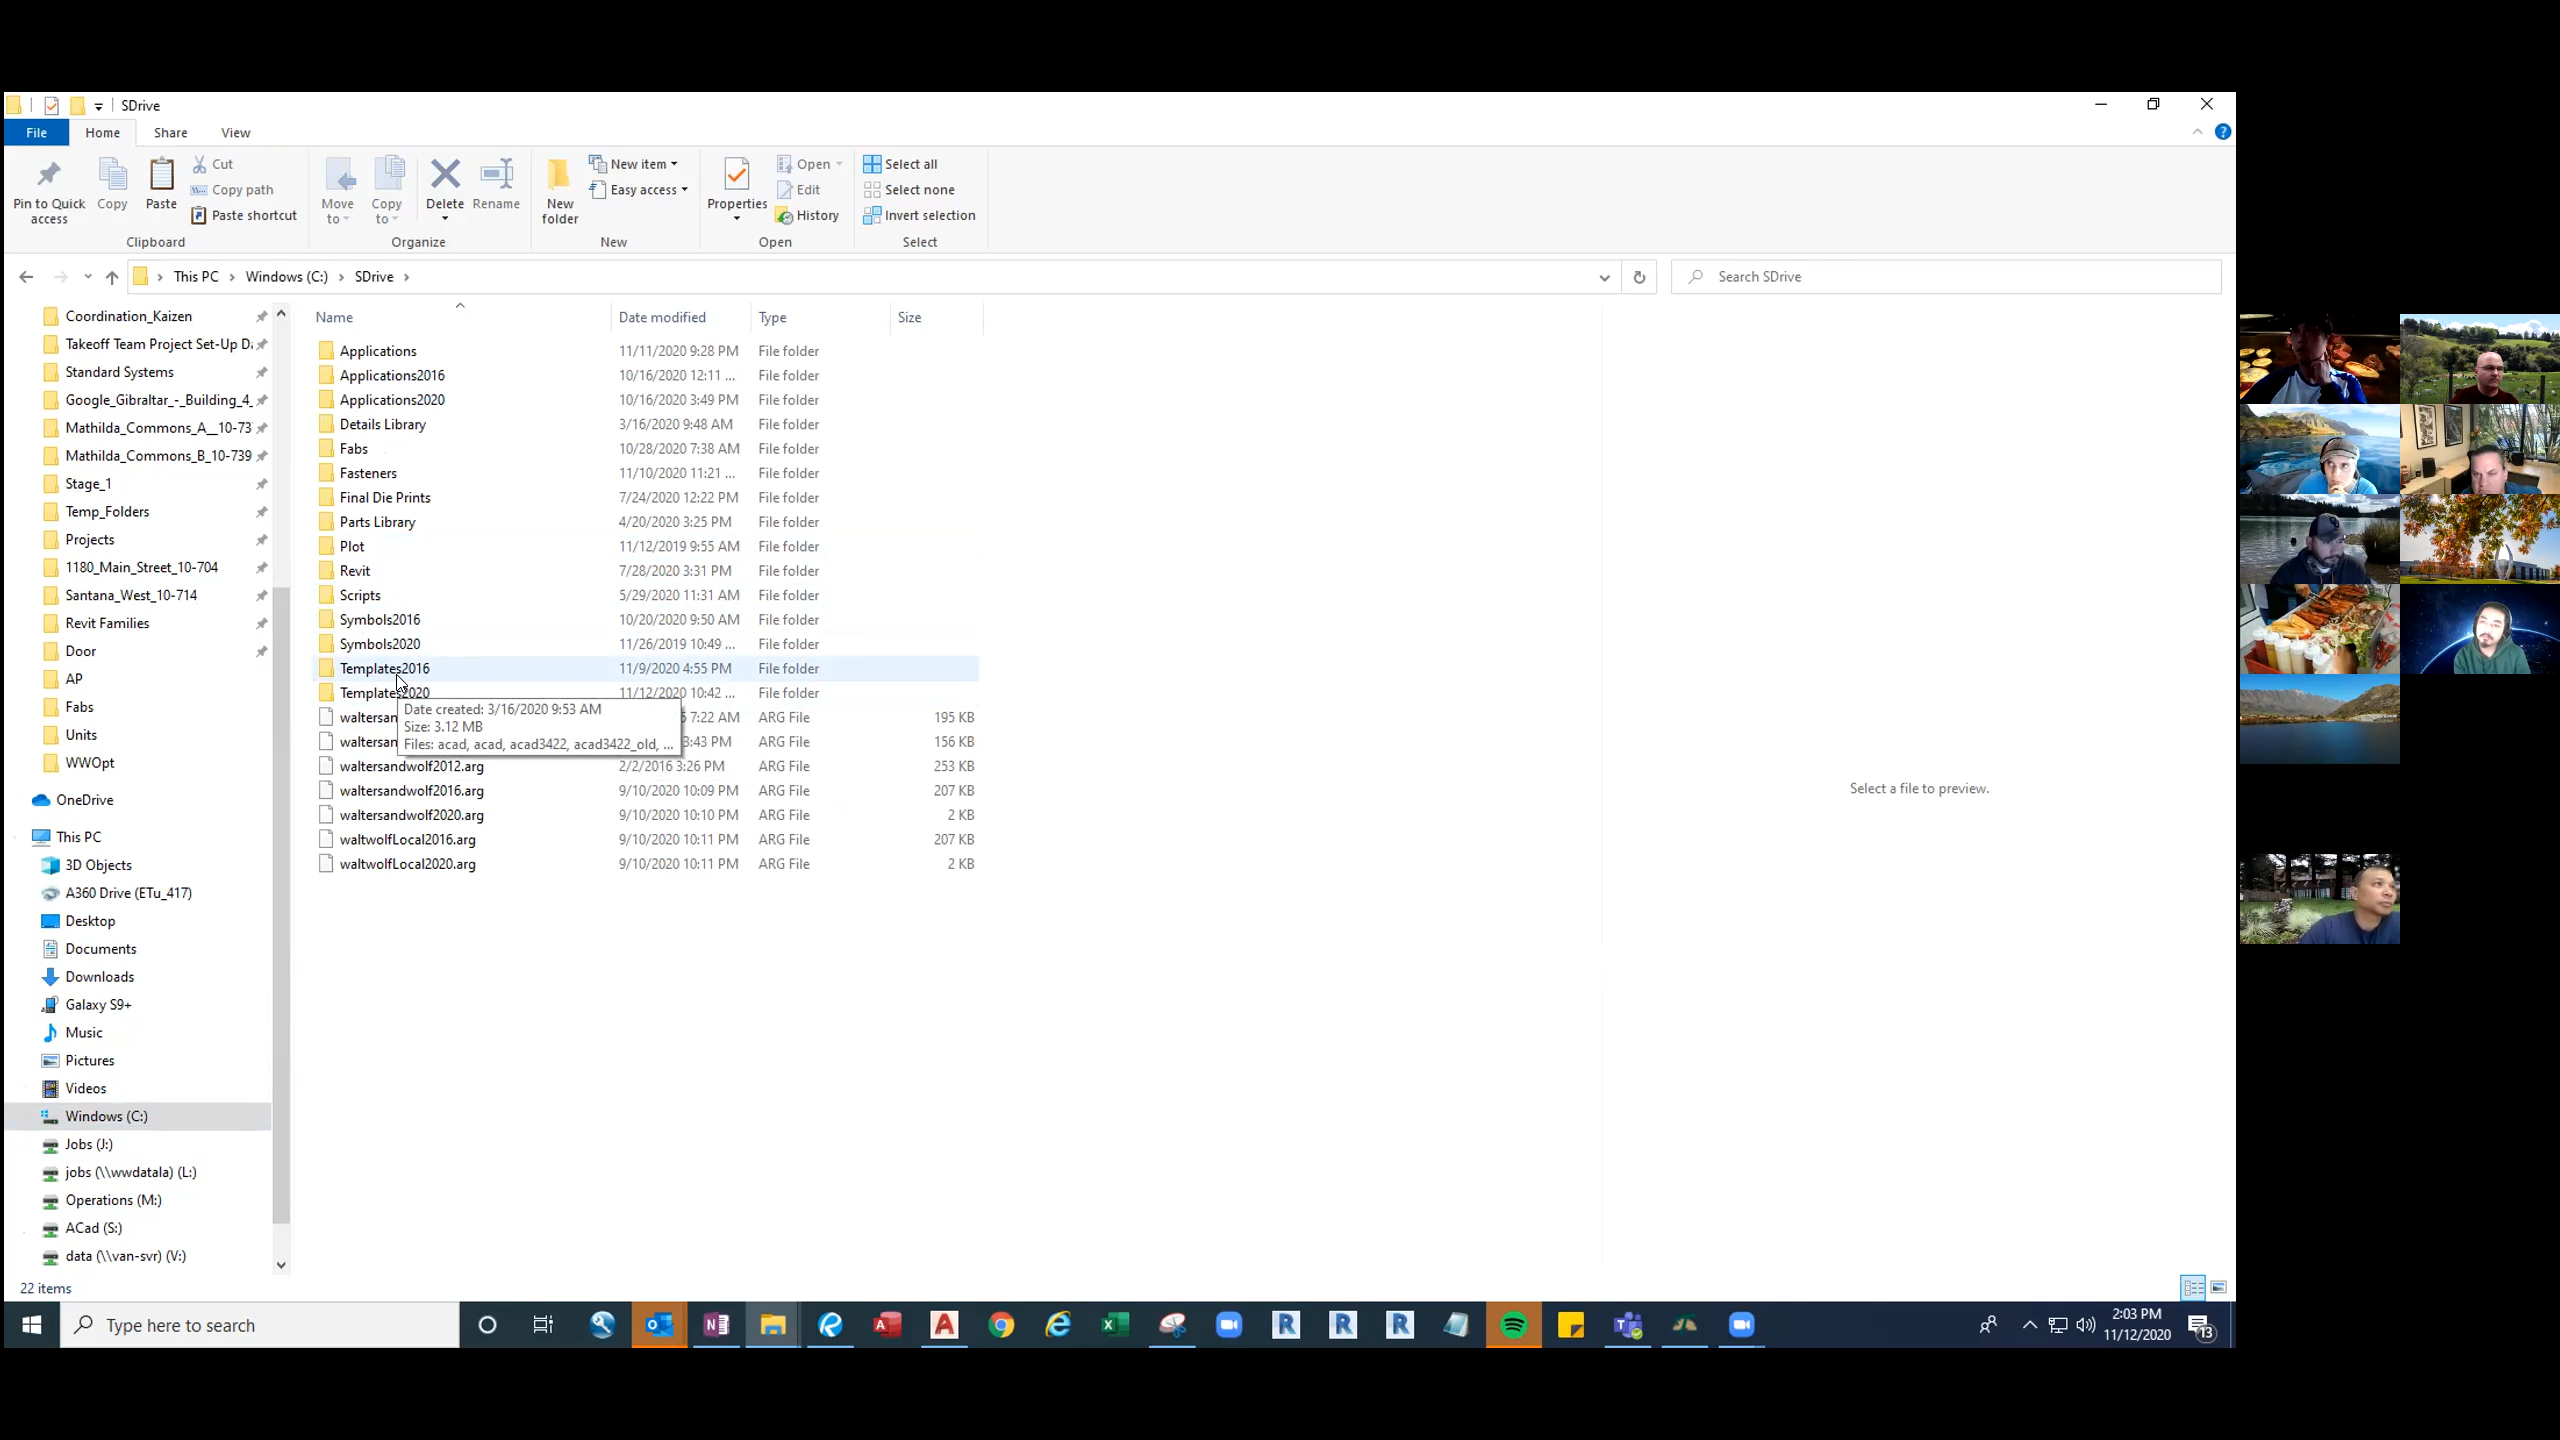 SDrive
File Home Share View
Pin to Quick access
Copy
Paste
Cut
Copy path
Paste shortcut
Clipboard
Move to
Copy to
Delete
Rename
Organize
New folder
New item
Easy access
New
Properties
Open
Edit
History
Open
Select all
Select none
Invert selection
Select
This PC > Windows (C:) > SDrive >
Search SDrive
Coordination_Kaizen
Takeoff Team Project Set-Up D
Standard Systems
Google_Gibraltar_-_Building_4_
Mathilda_Commons_A__10-73
Mathilda_Commons_B_10-739
Stage_1
Temp_Folders
Projects
1180_Main_Street_10-704
Santana_West_10-714
Revit Families
Door
AP
Fabs
Units
WWOpt
OneDrive
This PC
3D Objects
A360 Drive (ETu_417)
Desktop
Documents
Downloads
Galaxy S9+
Music
Pictures
Videos
Windows (C:)
Jobs (J:)
jobs (\\wwdatala) (L:)
Operations (M:)
ACad (S:)
data (\\van-svr) (V:)
Name Date modified Type Size
Applications 11/11/2020 9:28 PM File folder
Applications2016 10/16/2020 12:11 ... File folder
Applications2020 10/16/2020 3:49 PM File folder
Details Library 3/16/2020 9:48 AM File folder
Fabs 10/28/2020 7:38 AM File folder
Fasteners 11/10/2020 11:21 ... File folder
Final Die Prints 7/24/2020 12:22 PM File folder
Parts Library 4/20/2020 3:25 PM File folder
Plot 11/12/2019 9:55 AM File folder
Revit 7/28/2020 3:31 PM File folder
Scripts 5/29/2020 11:31 AM File folder
Symbols2016 10/20/2020 9:50 AM File folder
Symbols2020 11/26/2019 10:49 ... File folder
Templates2016 11/9/2020 4:55 PM File folder
Templates2020 11/12/2020 10:42 ... File folder
waltersan 7:22 AM ARG File 195 KB
waltersan 3:43 PM ARG File 156 KB
Date created: 3/16/2020 9:53 AM
Size: 3.12 MB
Files: acad, acad, acad3422, acad3422_old, ...
waltersandwolf2012.arg 2/2/2016 3:26 PM ARG File 253 KB
waltersandwolf2016.arg 9/10/2020 10:09 PM ARG File 207 KB
waltersandwolf2020.arg 9/10/2020 10:10 PM ARG File 2 KB
waltwolfLocal2016.arg 9/10/2020 10:11 PM ARG File 207 KB
waltwolfLocal2020.arg 9/10/2020 10:11 PM ARG File 2 KB
Select a file to preview.
22 items
Type here to search
2:03 PM
11/12/2020
13